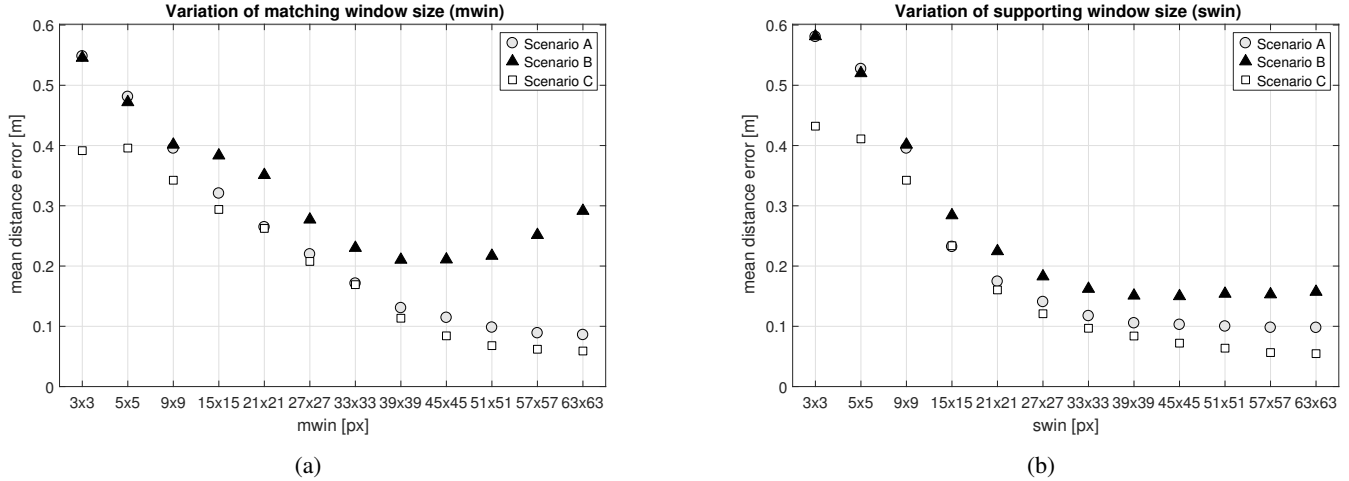 Variation of matching window size (mwin)
0.6
0.5
0.4
0.3
0.2
0.1
0
mean distance error [m]
Scenario A
Scenario B
Scenario C
3x3 5x5 9x9 15x15 21x21 27x27 33x33 39x39 45x45 51x51 57x57 63x63
mwin [px]
(a)
Variation of supporting window size (swin)
0.6
0.5
0.4
0.3
0.2
0.1
0
mean distance error [m]
Scenario A
Scenario B
Scenario C
3x3 5x5 9x9 15x15 21x21 27x27 33x33 39x39 45x45 51x51 57x57 63x63
swin [px]
(b)